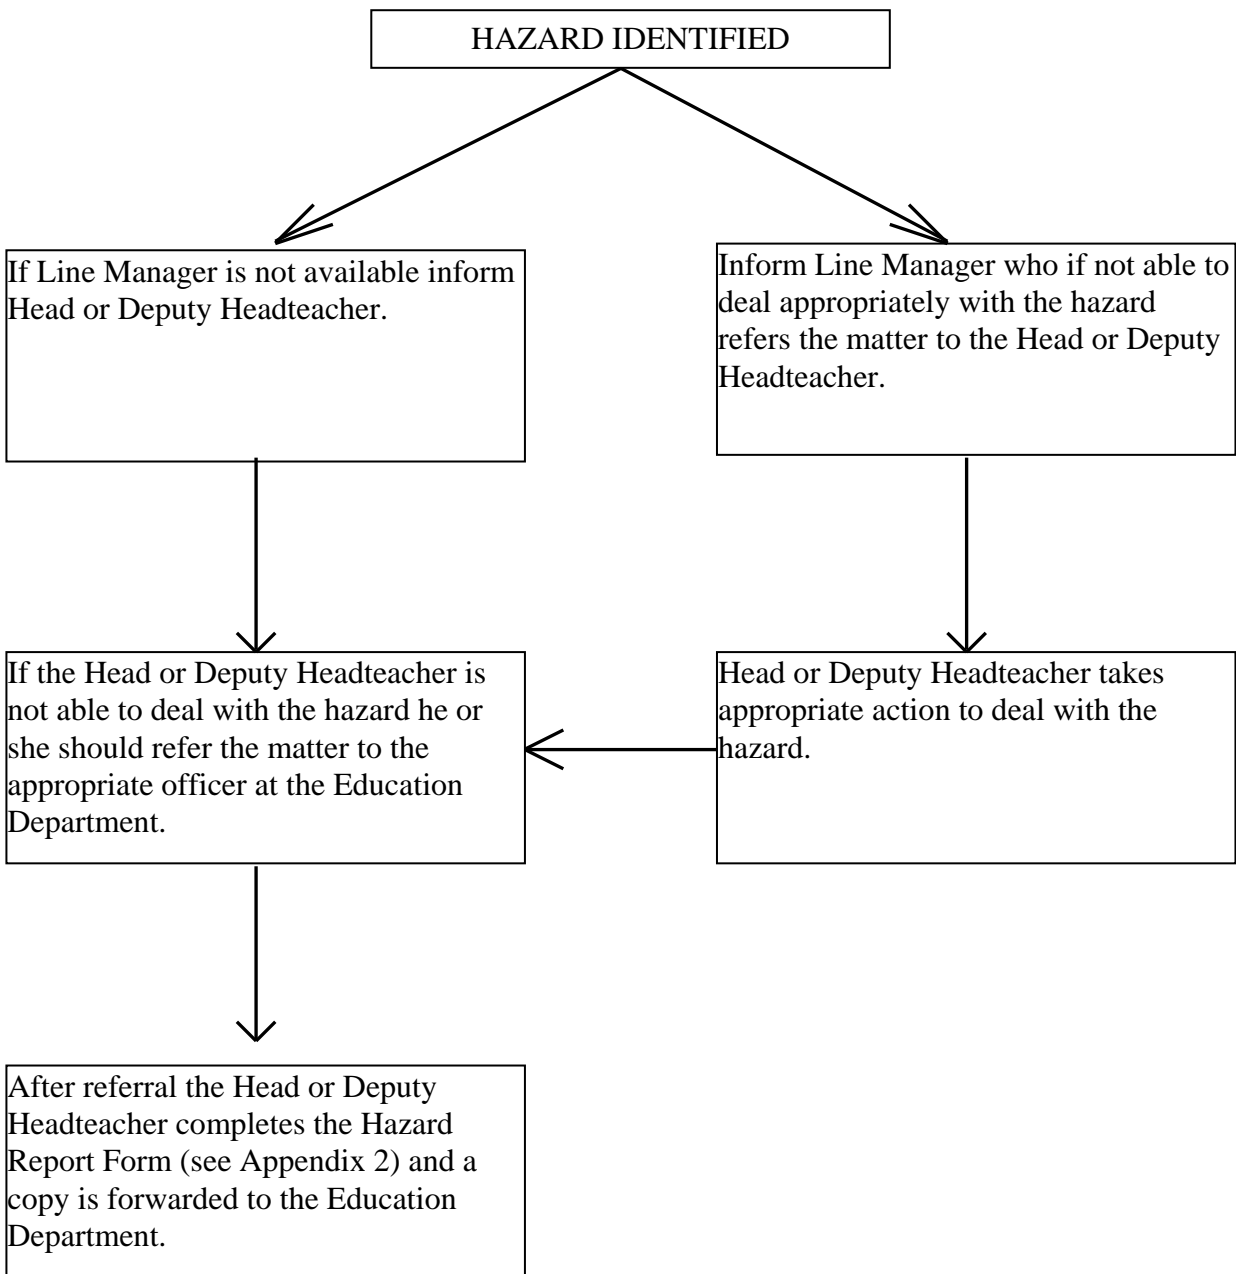 HAZARD IDENTIFIED
If Line Manager is not available inform
Head or Deputy Headteacher.
Inform Line Manager who if not able to
deal appropriately with the hazard
refers the matter to the Head or Deputy
Headteacher.
If the Head or Deputy Headteacher is
not able to deal with the hazard he or
she should refer the matter to the
appropriate officer at the Education
Department.
Head or Deputy Headteacher takes
appropriate action to deal with the
hazard.
After referral the Head or Deputy
Headteacher completes the Hazard
Report Form (see Appendix 2) and a
copy is forwarded to the Education
Department.